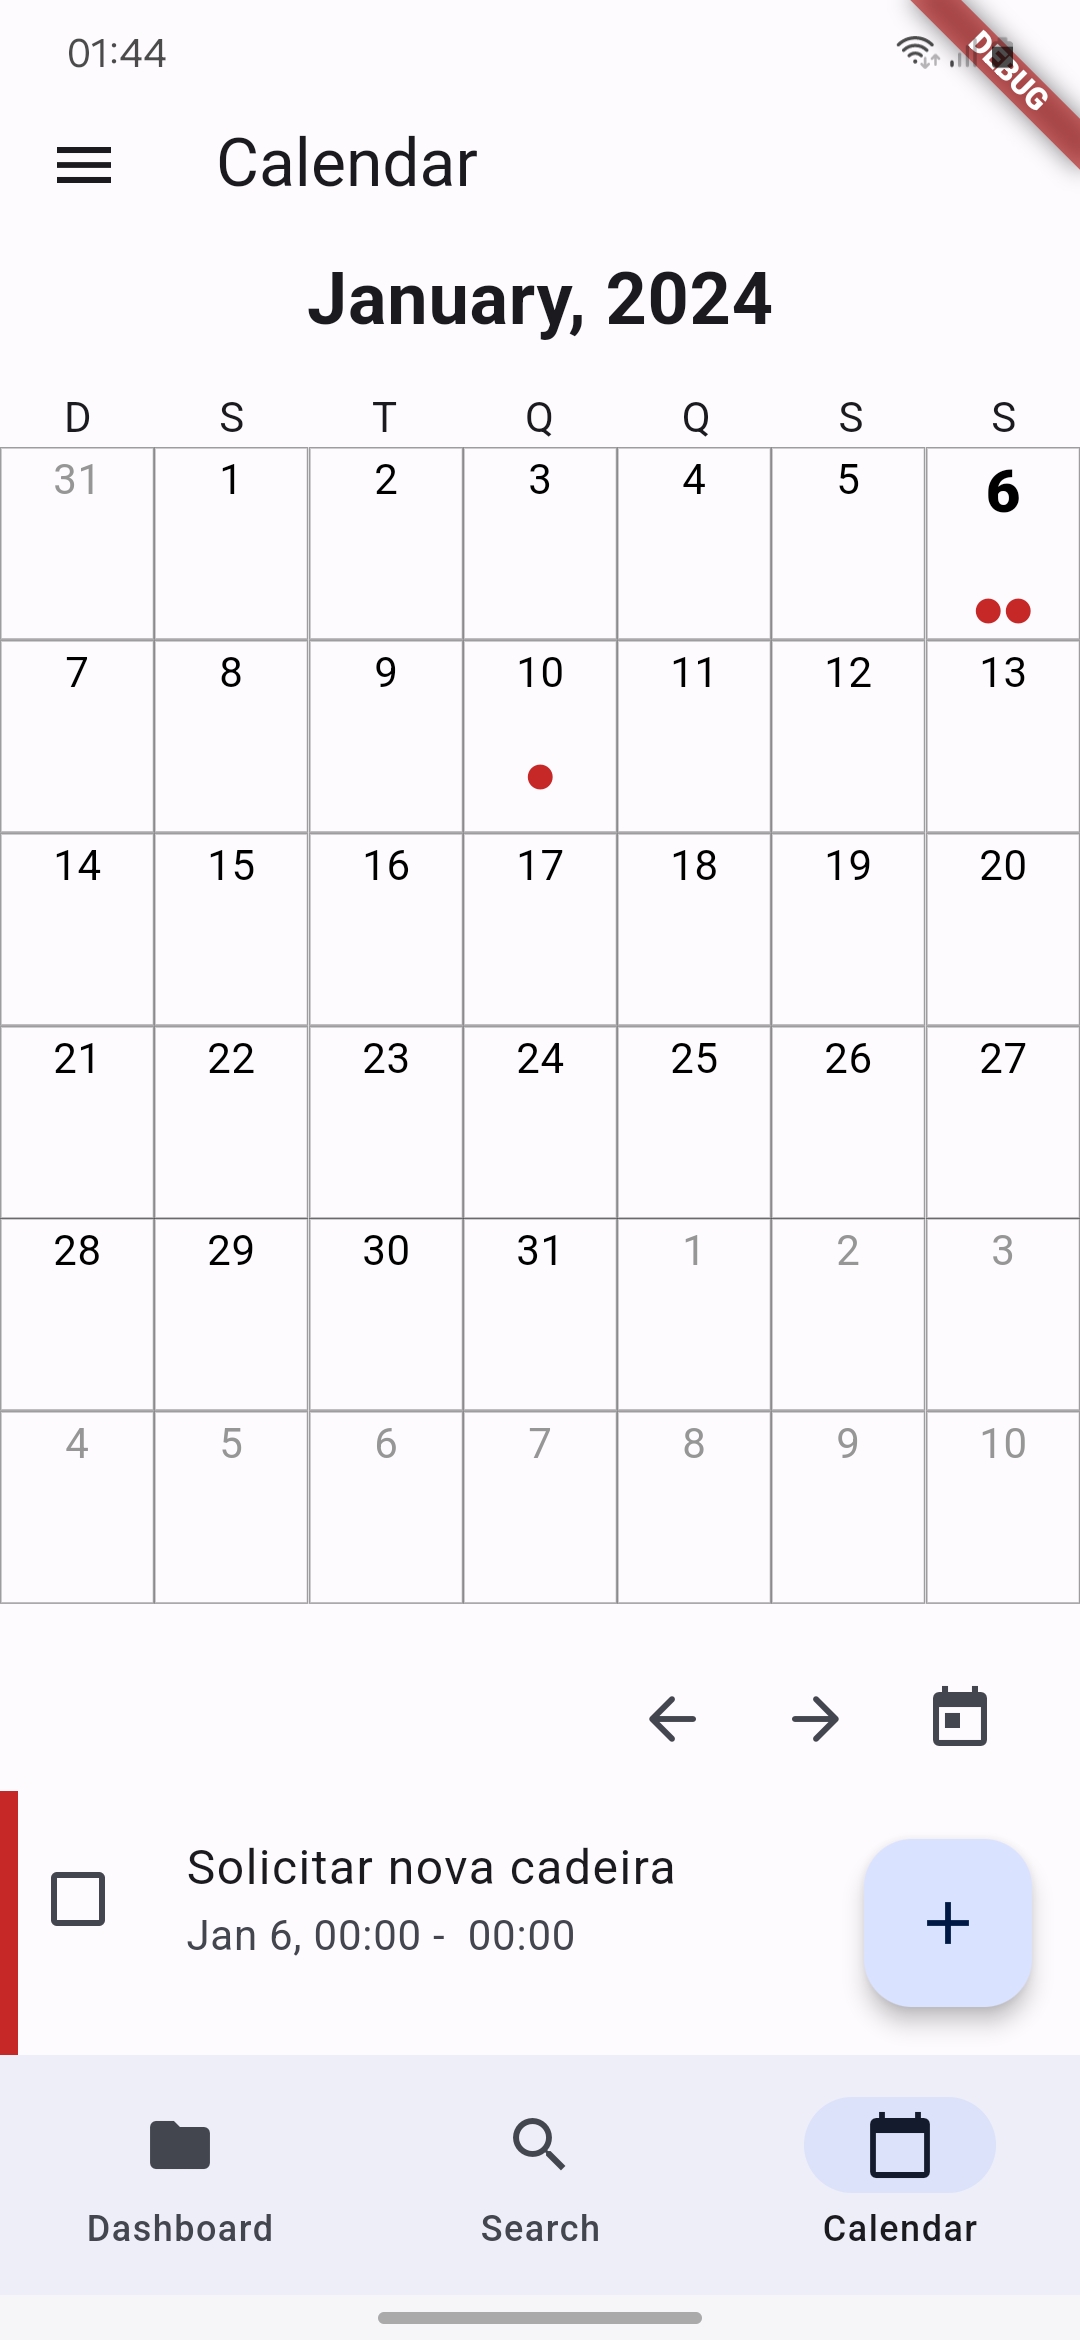 01:44
DEBUG
Calendar
January, 2024
D S T Q Q S S
31 1 2 3 4 5 6
7 8 9 10 11 12 13
14 15 16 17 18 19 20
21 22 23 24 25 26 27
28 29 30 31 1 2 3
4 5 6 7 8 9 10
Solicitar nova cadeira
Jan 6, 00:00 -  00:00
Dashboard Search Calendar